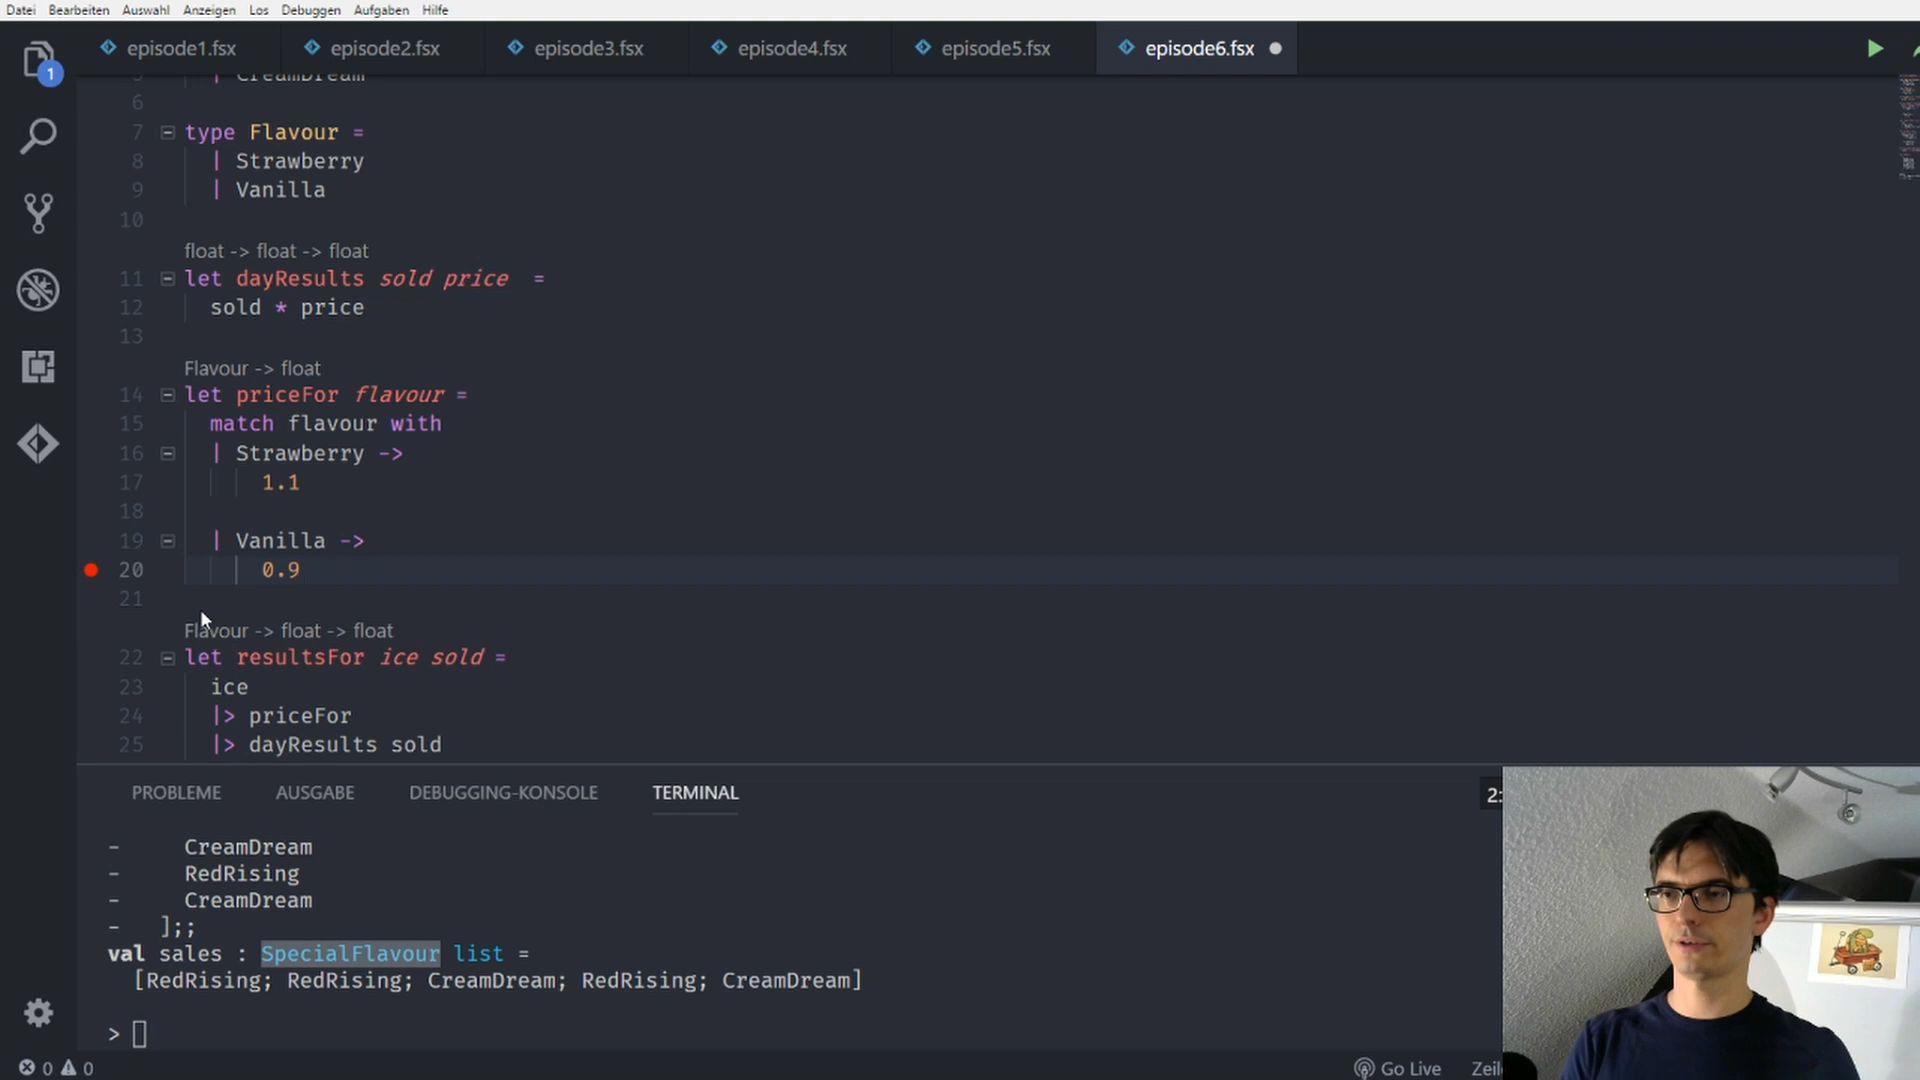 Datei Bearbeiten Auswahl Anzeigen Los Debuggen Aufgaben Hilfe
episode1.fsx episode2.fsx episode3.fsx episode4.fsx episode5.fsx episode6.fsx
1
5 | CreamDream
6
7 type Flavour =
8 | Strawberry
9 | Vanilla
10
float -> float -> float
11 let dayResults sold price =
12 sold * price
13
Flavour -> float
14 let priceFor flavour =
15 match flavour with
16 | Strawberry ->
17 1.1
18
19 | Vanilla ->
20 0.9
21
Flavour -> float -> float
22 let resultsFor ice sold =
23 ice
24 |> priceFor
25 |> dayResults sold
PROBLEME AUSGABE DEBUGGING-KONSOLE TERMINAL 2:
- CreamDream
- RedRising
- CreamDream
- ];;
val sales : SpecialFlavour list =
[RedRising; RedRising; CreamDream; RedRising; CreamDream]
>
0 0 Go Live